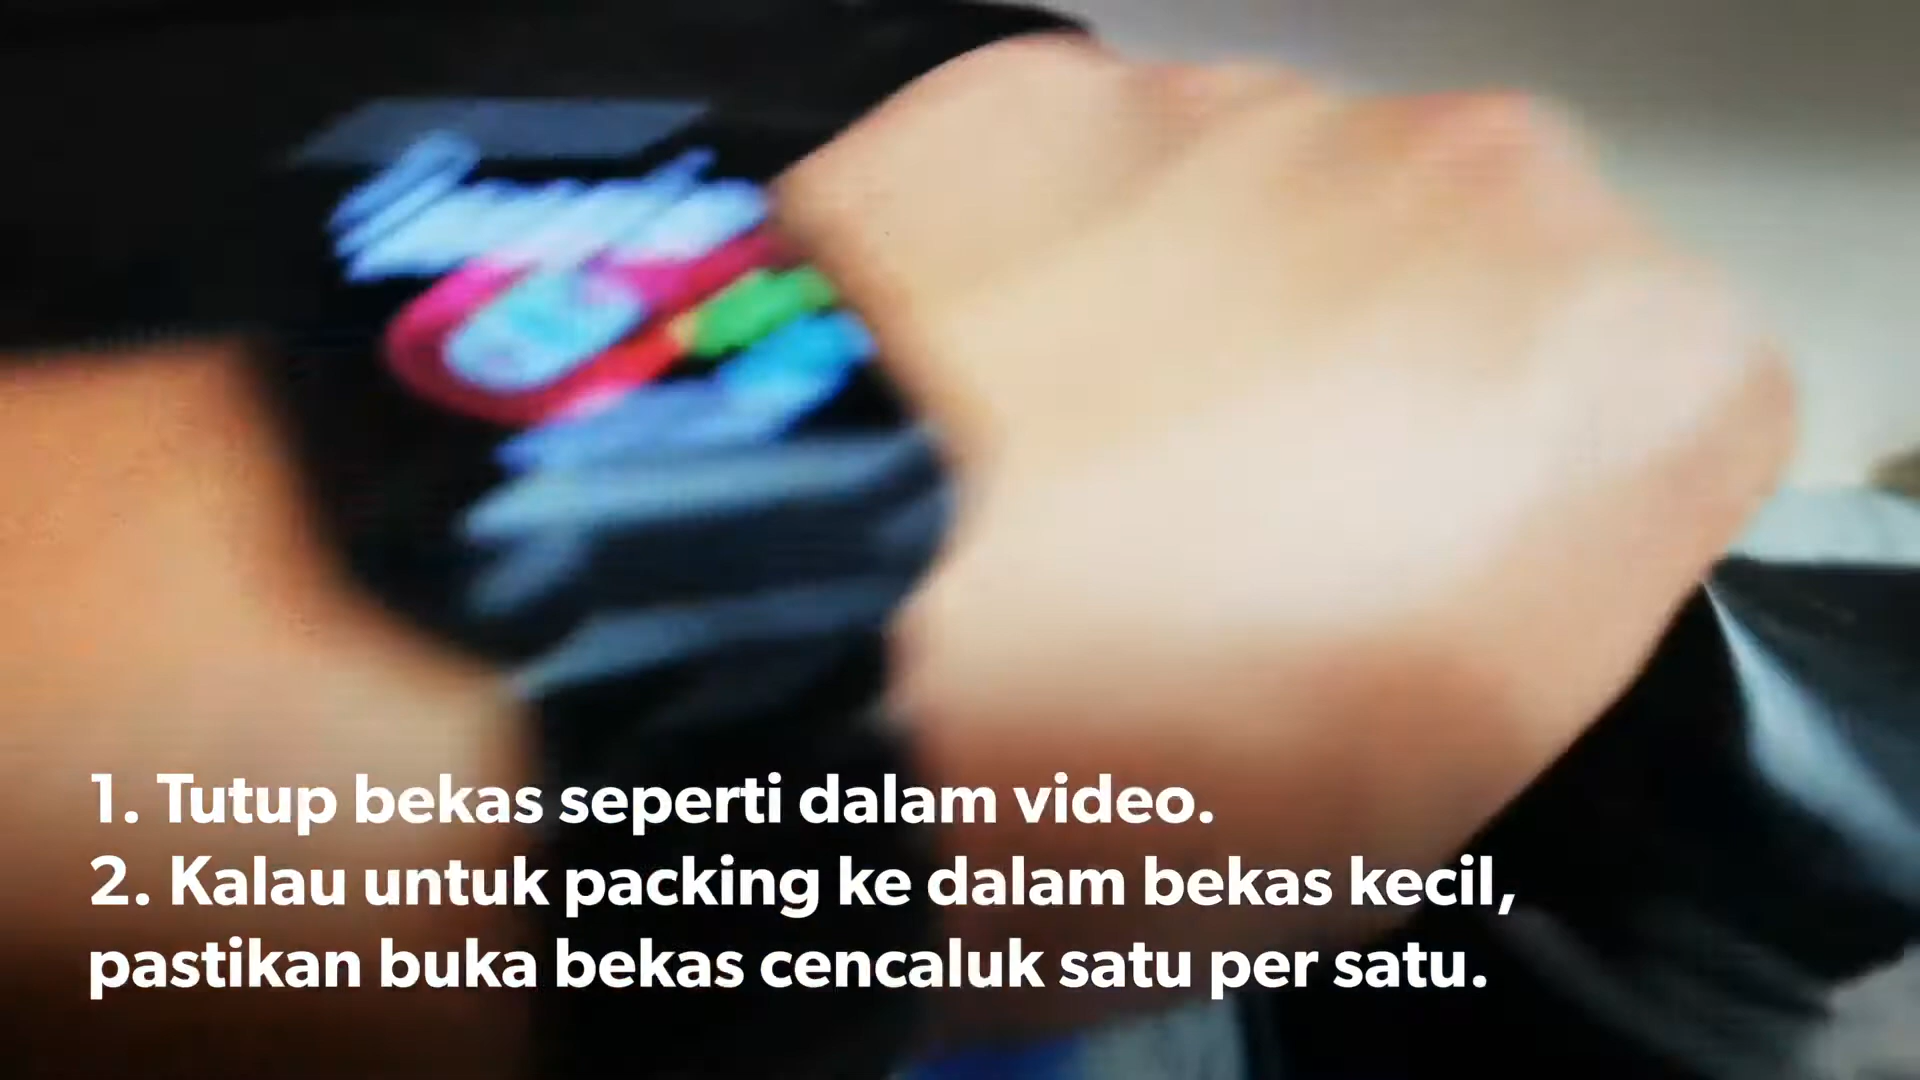 1. Tutup bekas seperti dalam video.
2. Kalau untuk packing ke dalam bekas kecil,
pastikan buka bekas cencaluk satu per satu.